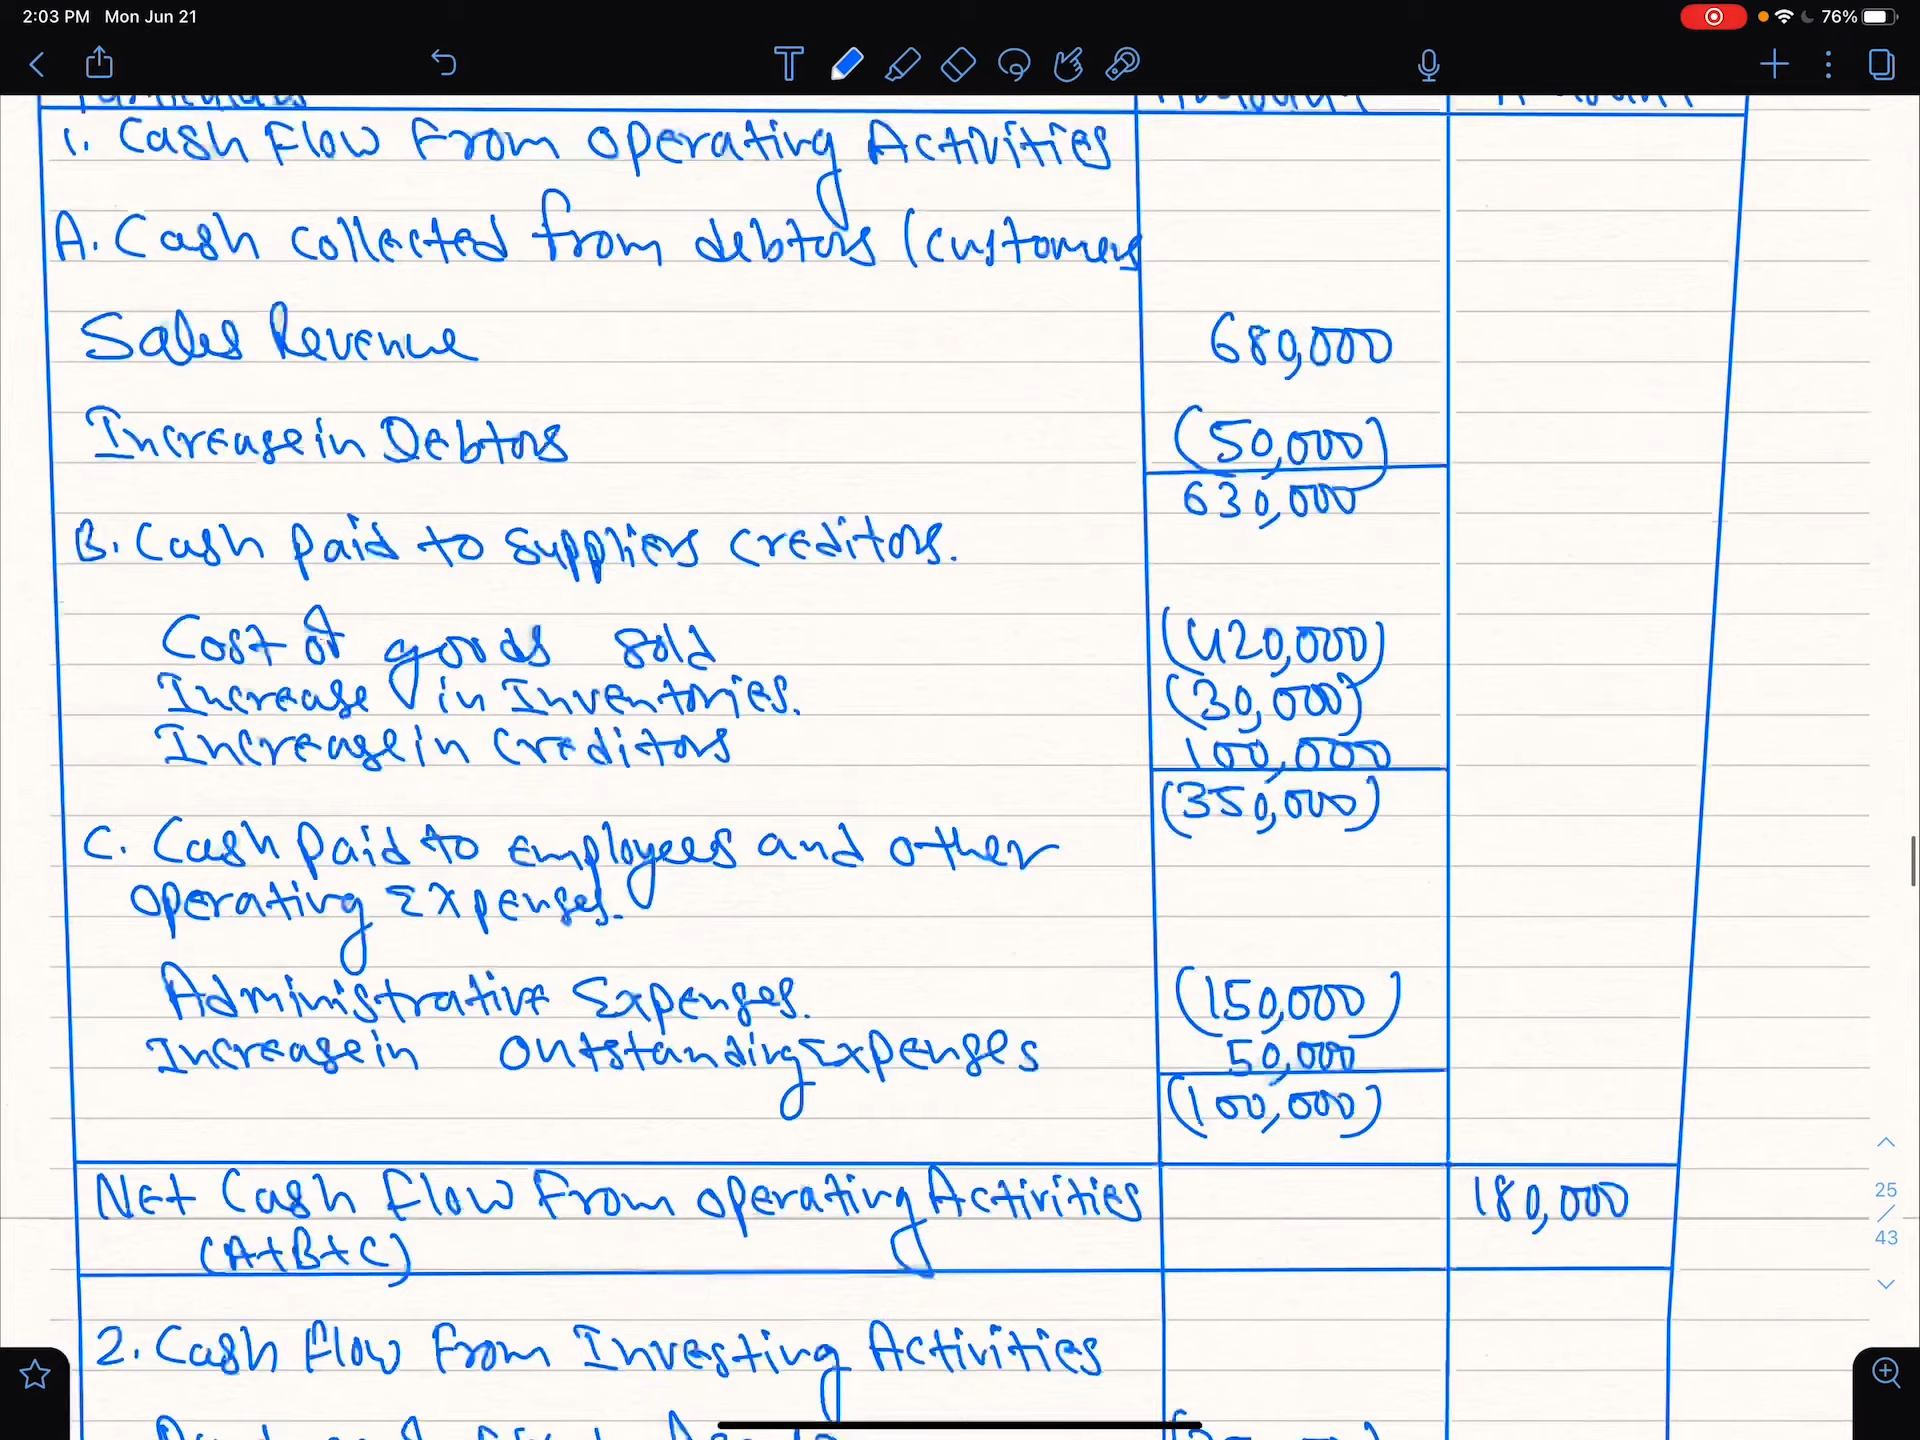 2:03 PM Mon Jun 21
76%
1. Cash Flow From operating Activities
A. Cash collected from debtors (customers
Sales Revenue 680,000
Increase in Debtors (50,000)
630,000
B. Cash paid to suppliers creditors.
Cost of goods sold (420,000)
Increase in Inventories. (30,000)
Increase in creditors 100,000
(350,000)
C. Cash paid to employees and other
operating Expenses.
Administrative Expenses. (150,000)
Increase in outstanding Expenses 50,000
(100,000)
Net Cash Flow From operating Activities 180,000
(A+B+C)
25
/
43
2. Cash Flow From Investing Activities